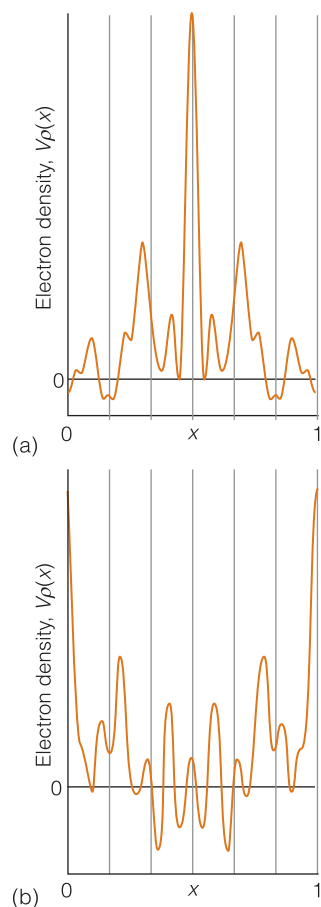 Electron density, Vρ(x)
0
(a)
0
x
1
Electron density, Vρ(x)
0
(b)
0
x
1